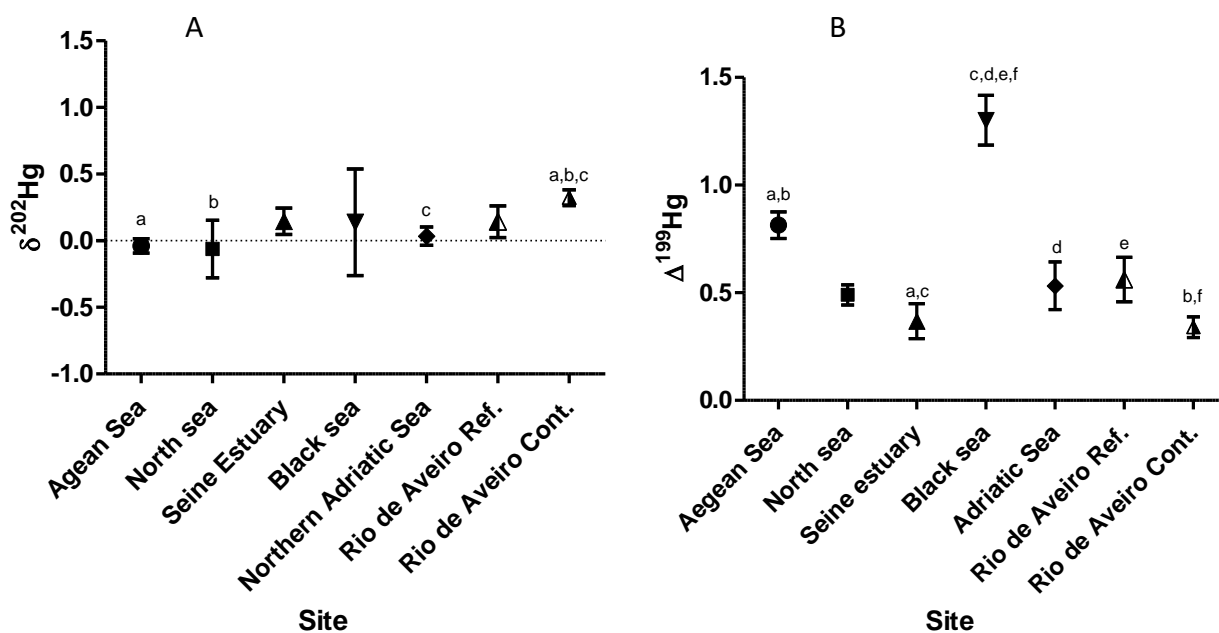 A
1.5
1.0
0.5
0.0
-0.5
-1.0
δ²⁰²Hg
a
b
c
a,b,c
Agean Sea
North sea
Seine Estuary
Black sea
Northern Adriatic Sea
Rio de Aveiro Ref.
Rio de Aveiro Cont.
Site
B
1.5
1.0
0.5
0.0
Δ¹⁹⁹Hg
a,b
a,c
c,d,e,f
d
e
b,f
Aegean Sea
North sea
Seine estuary
Black sea
Adriatic Sea
Rio de Aveiro Ref.
Rio de Aveiro Cont.
Site